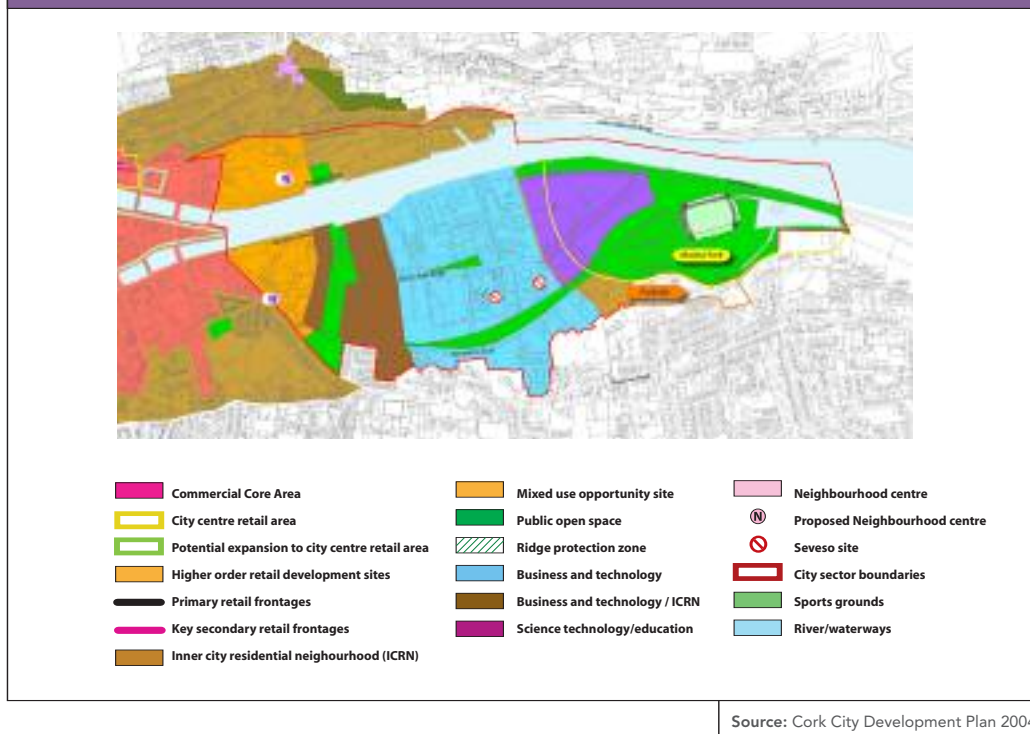 Commercial Core Area
City centre retail area
Potential expansion to city centre retail area
Higher order retail development sites
Primary retail frontages
Key secondary retail frontages
Inner city residential neighourhood (ICRN)
Mixed use opportunity site
Public open space
Ridge protection zone
Business and technology
Business and technology / ICRN
Science technology/education
Neighbourhood centre
N Proposed Neighbourhood centre
Seveso site
City sector boundaries
Sports grounds
River/waterways
Source: Cork City Development Plan 2004